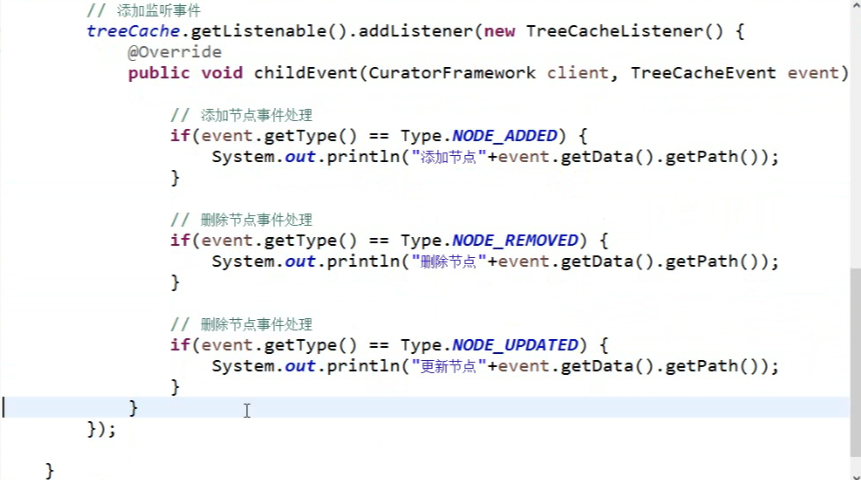 // 添加监听事件
treeCache.getListenable().addListener(new TreeCacheListener() {
@Override
public void childEvent(CuratorFramework client, TreeCacheEvent event)
// 添加节点事件处理
if(event.getType() == Type.NODE_ADDED) {
System.out.println("添加节点"+event.getData().getPath());
}
// 删除节点事件处理
if(event.getType() == Type.NODE_REMOVED) {
System.out.println("删除节点"+event.getData().getPath());
}
// 删除节点事件处理
if(event.getType() == Type.NODE_UPDATED) {
System.out.println("更新节点"+event.getData().getPath());
}
}
});
}